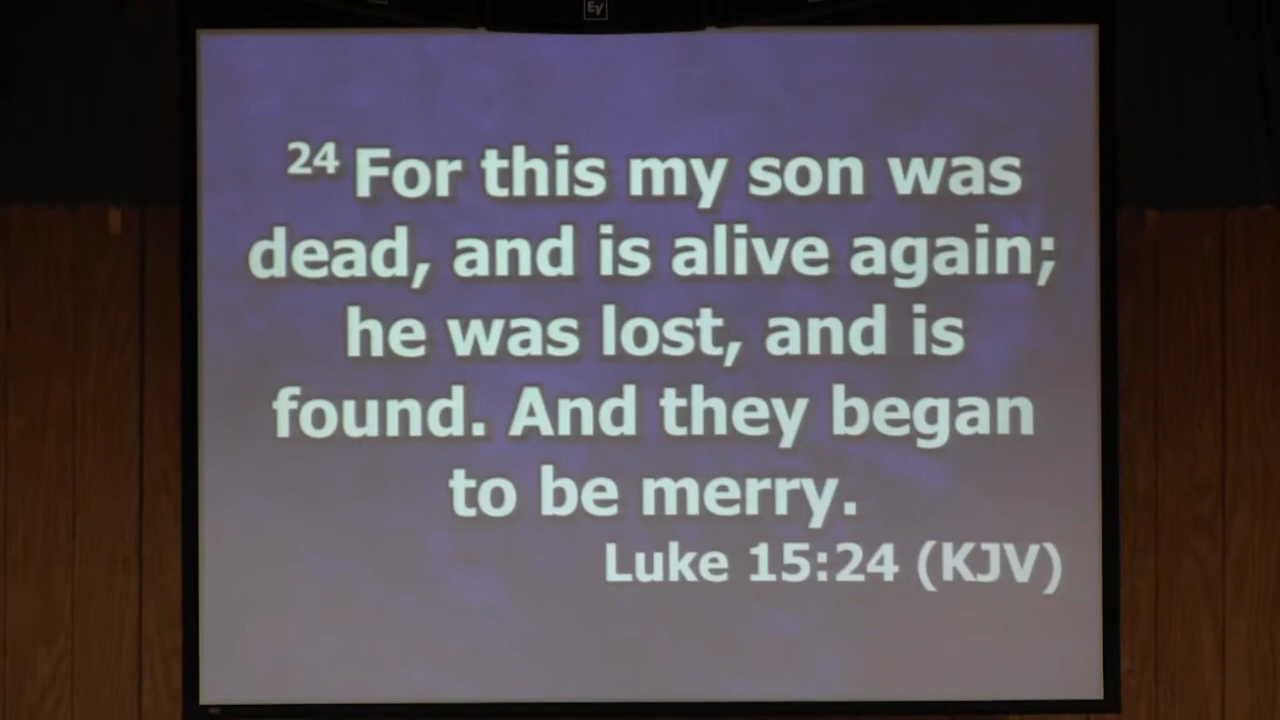 EV
24 For this my son was
dead, and is alive again;
he was lost, and is
found. And they began
to be merry.
Luke 15:24 (KJV)